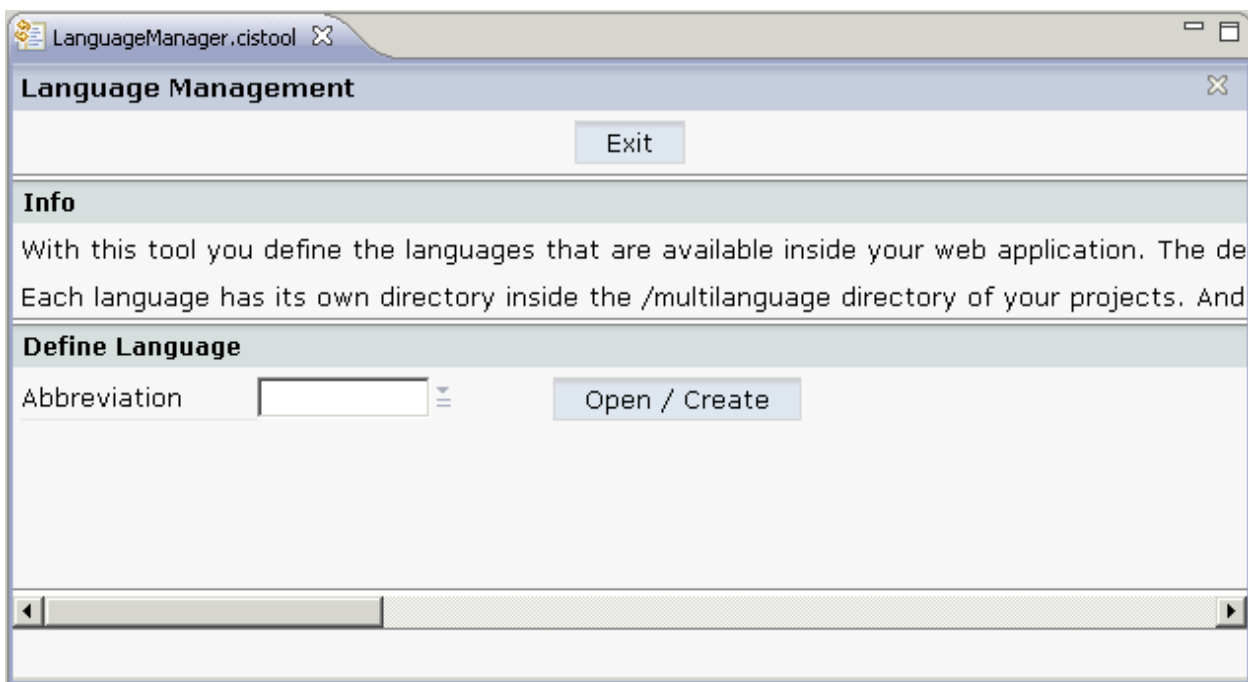 LanguageManager.cistool
Language Management
Exit
Info
With this tool you define the languages that are available inside your web application. The de
Each language has its own directory inside the /multilanguage directory of your projects. And
Define Language
Abbreviation Open / Create